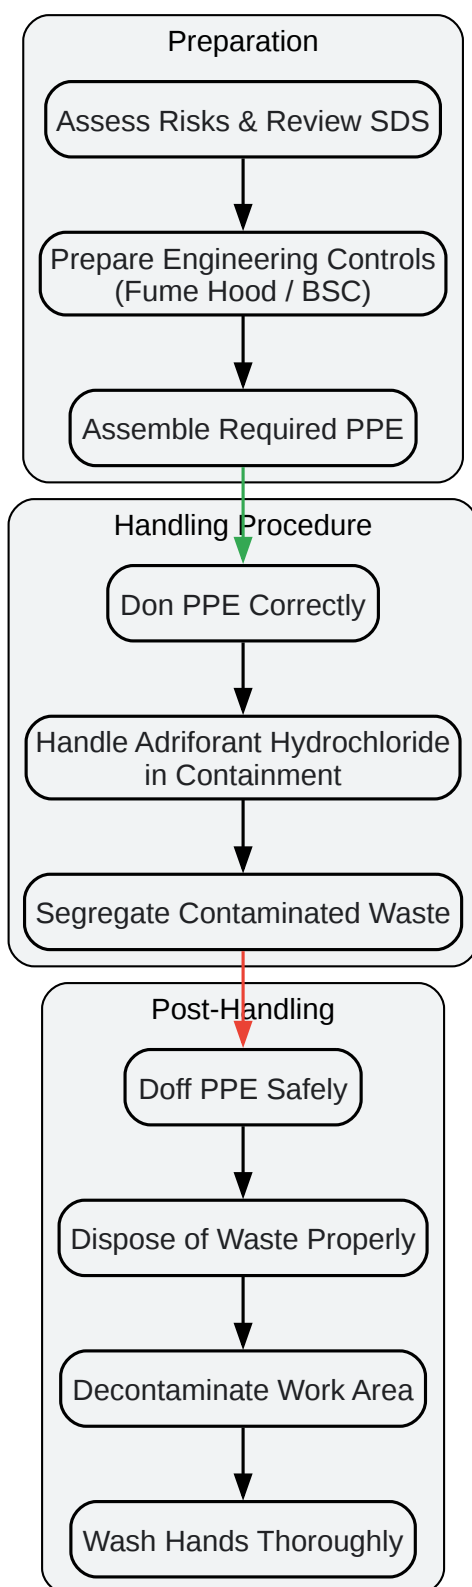 Preparation
Assess Risks & Review SDS
Prepare Engineering Controls
(Fume Hood / BSC)
Assemble Required PPE
Handling Procedure
Don PPE Correctly
Handle Adriforant Hydrochloride
in Containment
Segregate Contaminated Waste
Post-Handling
Doff PPE Safely
Dispose of Waste Properly
Decontaminate Work Area
Wash Hands Thoroughly